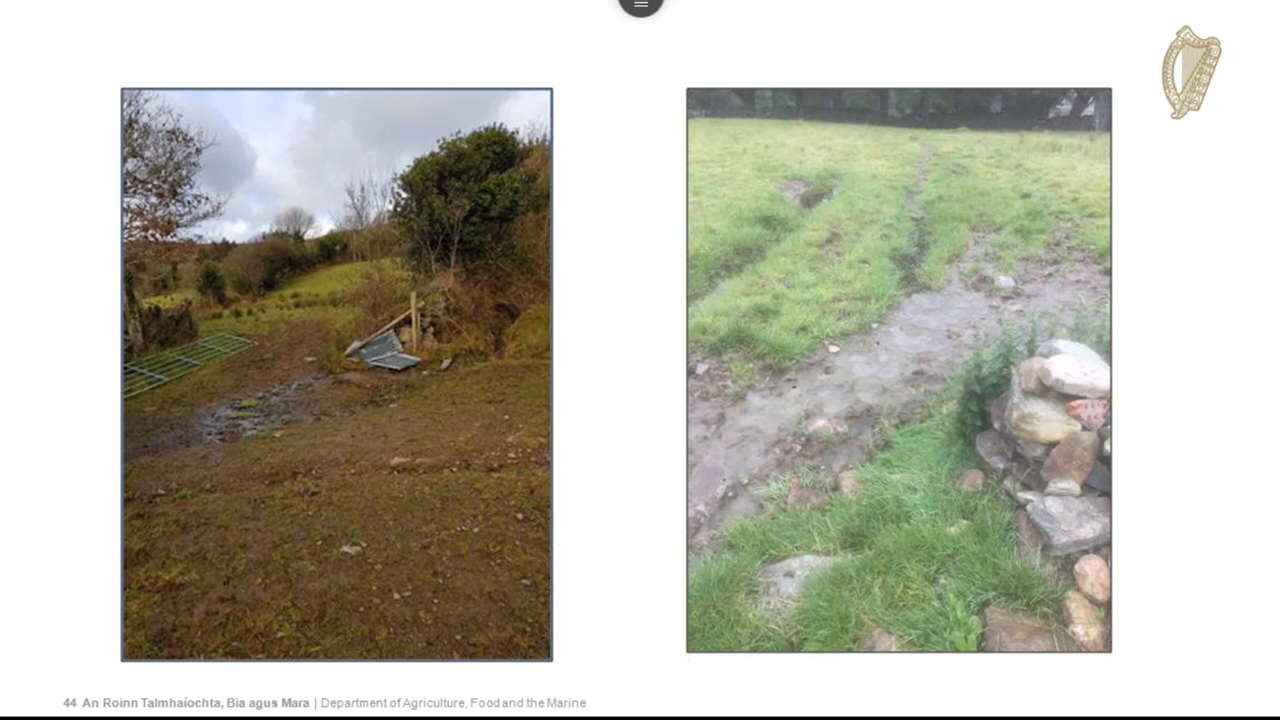 44 An Roinn Talmhaíochta, Bia agus Mara | Department of Agriculture, Food and the Marine